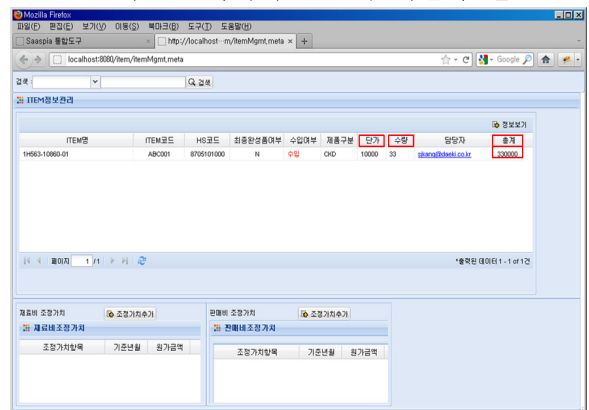 Mozilla Firefox
파일(F) 편집(E) 보기(V) 이동(S) 북마크(B) 도구(T) 도움말(H)
Saaspia 통합도구 × http://localhost···m/itemMgmt.meta × +
localhost:8080/item/itemMgmt.meta Google
검색: 검색
ITEM정보관리
정보보기
ITEM명 ITEM코드 HS코드 최종완성품여부 수입여부 제품구분 단가 수량 담당자 총계
1H563-10860-01 ABC001 8705101000 N 수입 CKD 10000 33 sjkang@daeki.co.kr 330000
페이지 1 /1 *출력된 데이터 1 - 1 of 1건
재료비 조정가치 조정가치추가 판매비 조정가치 조정가치추가
재료비조정가치 판매비조정가치
조정가치항목 기준년월 원가금액 조정가치항목 기준년월 원가금액